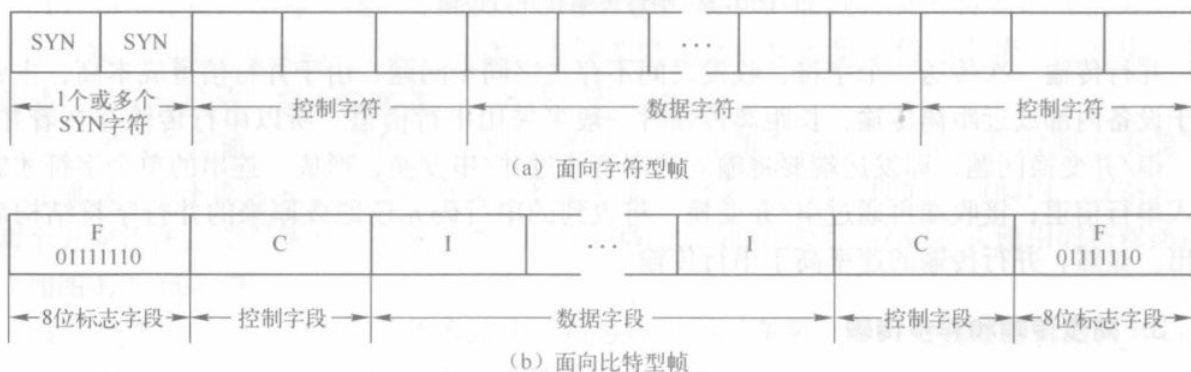 SYN SYN ...
1个或多个
SYN字符
控制字符 数据字符 控制字符
(a) 面向字符型帧
F C I ... I C F
01111110 01111110
8位标志字段 控制字段 数据字段 控制字段 8位标志字段
(b) 面向比特型帧